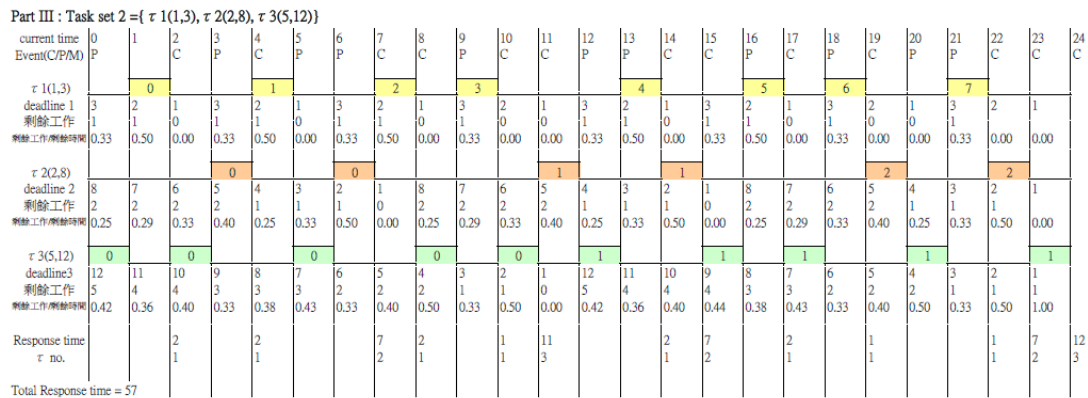 Part III : Task set 2 ={ τ 1(1,3), τ 2(2,8), τ 3(5,12)}
current time 0 1 2 3 4 5 6 7 8 9 10 11 12 13 14 15 16 17 18 19 20 21 22 23 24
Event(C/P/M) P C P C P P C C P C C P P C C P C P C P P C C C
τ 1(1,3) 0 1 2 3 4 5 6 7
deadline 1 3 2 1 3 2 1 3 2 1 3 2 1 3 2 1 3 2 1 3 2 1 3 2 1
剩餘工作 1 1 0 1 1 0 1 1 0 1 0 0 1 1 0 1 1 0 1 0 0 1
剩餘工作/剩餘時間 0.33 0.50 0.00 0.33 0.50 0.00 0.33 0.50 0.00 0.33 0.00 0.00 0.33 0.50 0.00 0.33 0.50 0.00 0.33 0.00 0.00 0.33
τ 2(2,8) 0 0 1 1 2 2
deadline 2 8 7 6 5 4 3 2 1 8 7 6 5 4 3 2 1 8 7 6 5 4 3 2 1
剩餘工作 2 2 2 2 1 1 1 0 2 2 2 2 1 1 1 0 2 2 2 2 1 1 1
剩餘工作/剩餘時間 0.25 0.29 0.33 0.40 0.25 0.33 0.50 0.00 0.25 0.29 0.33 0.40 0.25 0.33 0.50 0.00 0.25 0.29 0.33 0.40 0.25 0.33 0.50 0.00
τ 3(5,12) 0 0 0 0 0 1 1 1 1 1
deadline3 12 11 10 9 8 7 6 5 4 3 2 1 12 11 10 9 8 7 6 5 4 3 2 1
剩餘工作 5 4 4 3 3 3 2 2 2 1 1 0 5 4 4 4 3 3 2 2 2 1 1 1
剩餘工作/剩餘時間 0.42 0.36 0.40 0.33 0.38 0.43 0.33 0.40 0.50 0.33 0.50 0.00 0.42 0.36 0.40 0.44 0.38 0.43 0.33 0.40 0.50 0.33 0.50 1.00
Response time 2 2 7 2 1 11 2 7 2 1 1 7 12
τ no. 1 1 2 1 1 3 1 2 1 1 1 2 3
Total Response time = 57